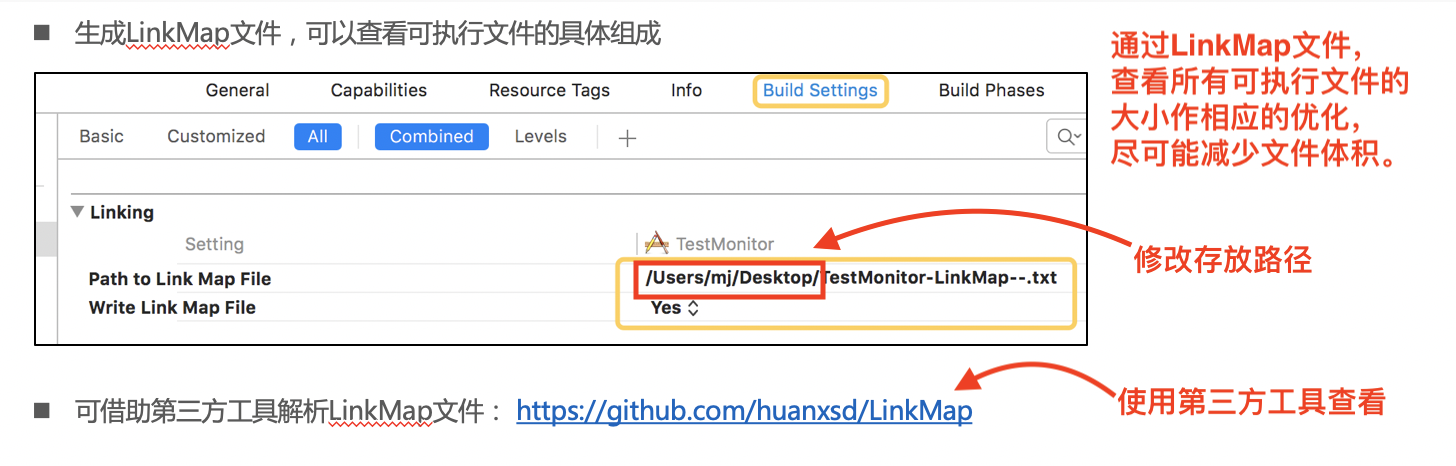 ■ 生成LinkMap文件，可以查看可执行文件的具体组成
通过LinkMap文件，
查看所有可执行文件的
大小作相应的优化，
尽可能减少文件体积。
General Capabilities Resource Tags Info Build Settings Build Phases
Basic Customized All Combined Levels +
Linking
Setting TestMonitor
修改存放路径
Path to Link Map File /Users/mj/Desktop/TestMonitor-LinkMap--.txt
Write Link Map File Yes
■ 可借助第三方工具解析LinkMap文件： https://github.com/huanxsd/LinkMap
使用第三方工具查看